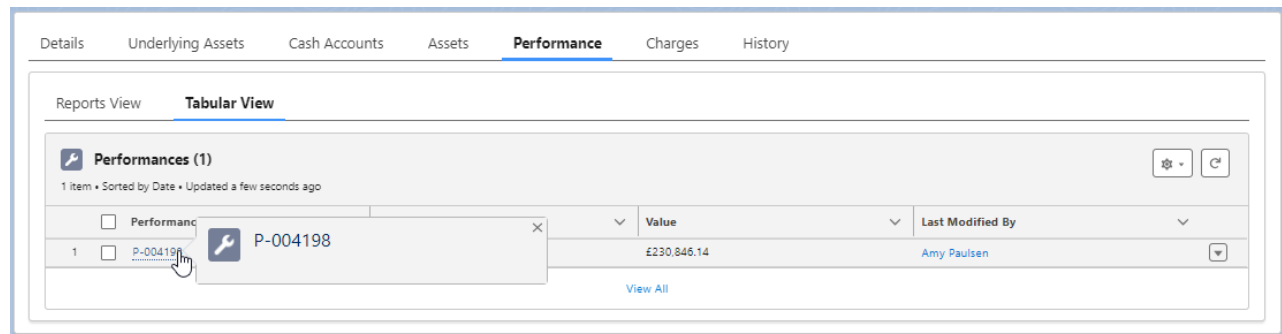 Details Underlying Assets Cash Accounts Assets Performance Charges History
Reports View Tabular View
Performances (1)
1 item • Sorted by Date • Updated a few seconds ago
Value Last Modified By
P-004198
1 £230,846.14 Amy Paulsen
View All